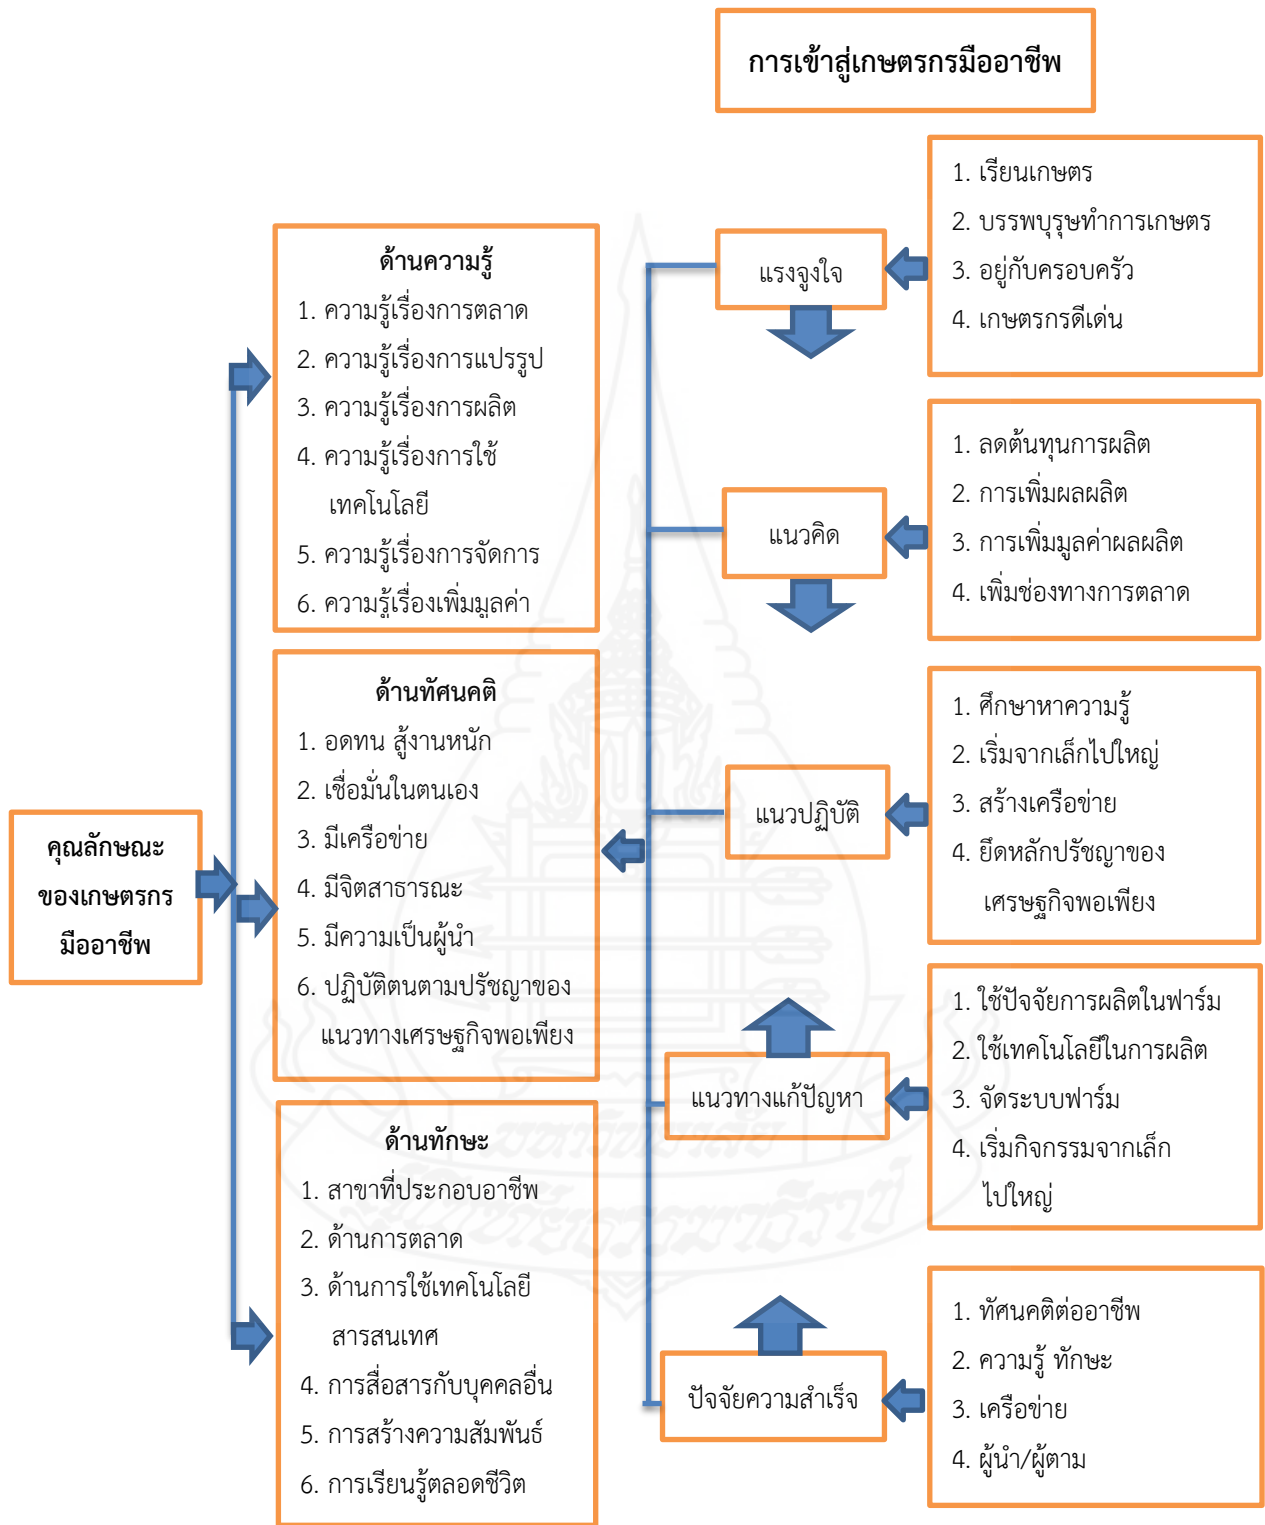 การเข้าสู่เกษตรกรมืออาชีพ
คุณลักษณะ
ของเกษตรกร
มืออาชีพ
ด้านความรู้
1. ความรู้เรื่องการตลาด
2. ความรู้เรื่องการแปรรูป
3. ความรู้เรื่องการผลิต
4. ความรู้เรื่องการใช้
เทคโนโลยี
5. ความรู้เรื่องการจัดการ
6. ความรู้เรื่องเพิ่มมูลค่า
ด้านทัศนคติ
1. อดทน สู้งานหนัก
2. เชื่อมั่นในตนเอง
3. มีเครือข่าย
4. มีจิตสาธารณะ
5. มีความเป็นผู้นำ
6. ปฏิบัติตนตามปรัชญาของ
แนวทางเศรษฐกิจพอเพียง
ด้านทักษะ
1. สาขาที่ประกอบอาชีพ
2. ด้านการตลาด
3. ด้านการใช้เทคโนโลยี
สารสนเทศ
4. การสื่อสารกับบุคคลอื่น
5. การสร้างความสัมพันธ์
6. การเรียนรู้ตลอดชีวิต
แรงจูงใจ
1. เรียนเกษตร
2. บรรพบุรุษทำการเกษตร
3. อยู่กับครอบครัว
4. เกษตรกรดีเด่น
แนวคิด
1. ลดต้นทุนการผลิต
2. การเพิ่มผลผลิต
3. การเพิ่มมูลค่าผลผลิต
4. เพิ่มช่องทางการตลาด
แนวปฏิบัติ
1. ศึกษาหาความรู้
2. เริ่มจากเล็กไปใหญ่
3. สร้างเครือข่าย
4. ยึดหลักปรัชญาของ
เศรษฐกิจพอเพียง
แนวทางแก้ปัญหา
1. ใช้ปัจจัยการผลิตในฟาร์ม
2. ใช้เทคโนโลยีในการผลิต
3. จัดระบบฟาร์ม
4. เริ่มกิจกรรมจากเล็ก
ไปใหญ่
ปัจจัยความสำเร็จ
1. ทัศนคติต่ออาชีพ
2. ความรู้ ทักษะ
3. เครือข่าย
4. ผู้นำ/ผู้ตาม
มหาวิทยาลัย
สุโขทัยธรรมาธิราช